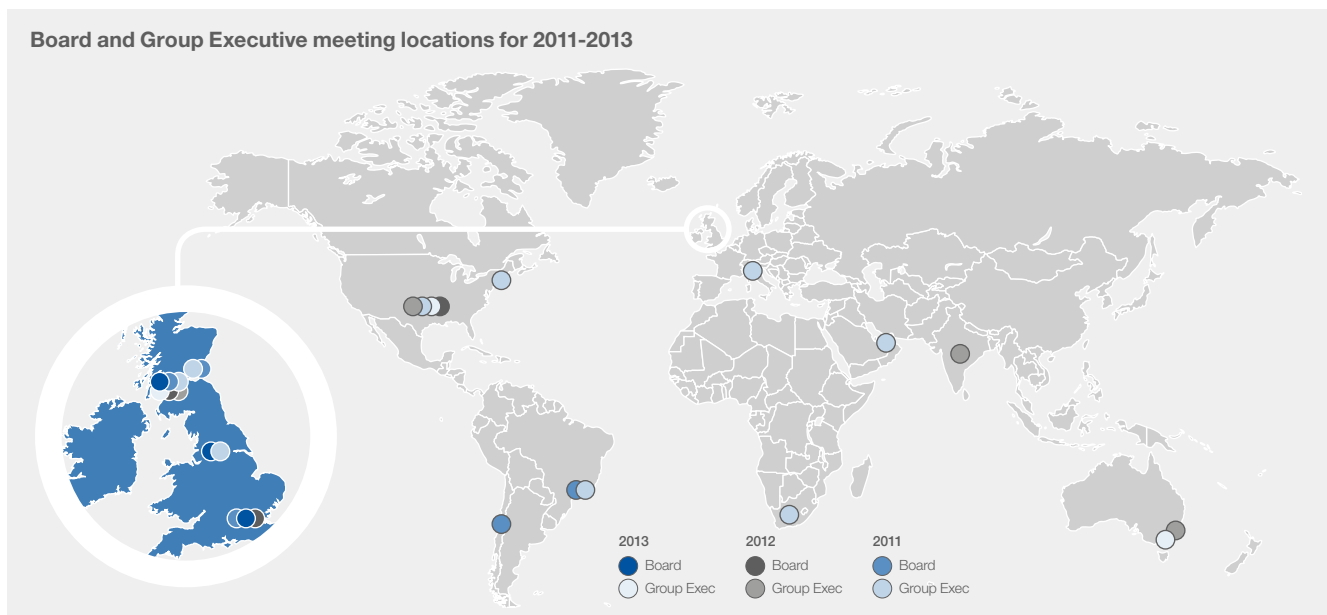 Board and Group Executive meeting locations for 2011-2013
2013
Board
Group Exec
2012
Board
Group Exec
2011
Board
Group Exec